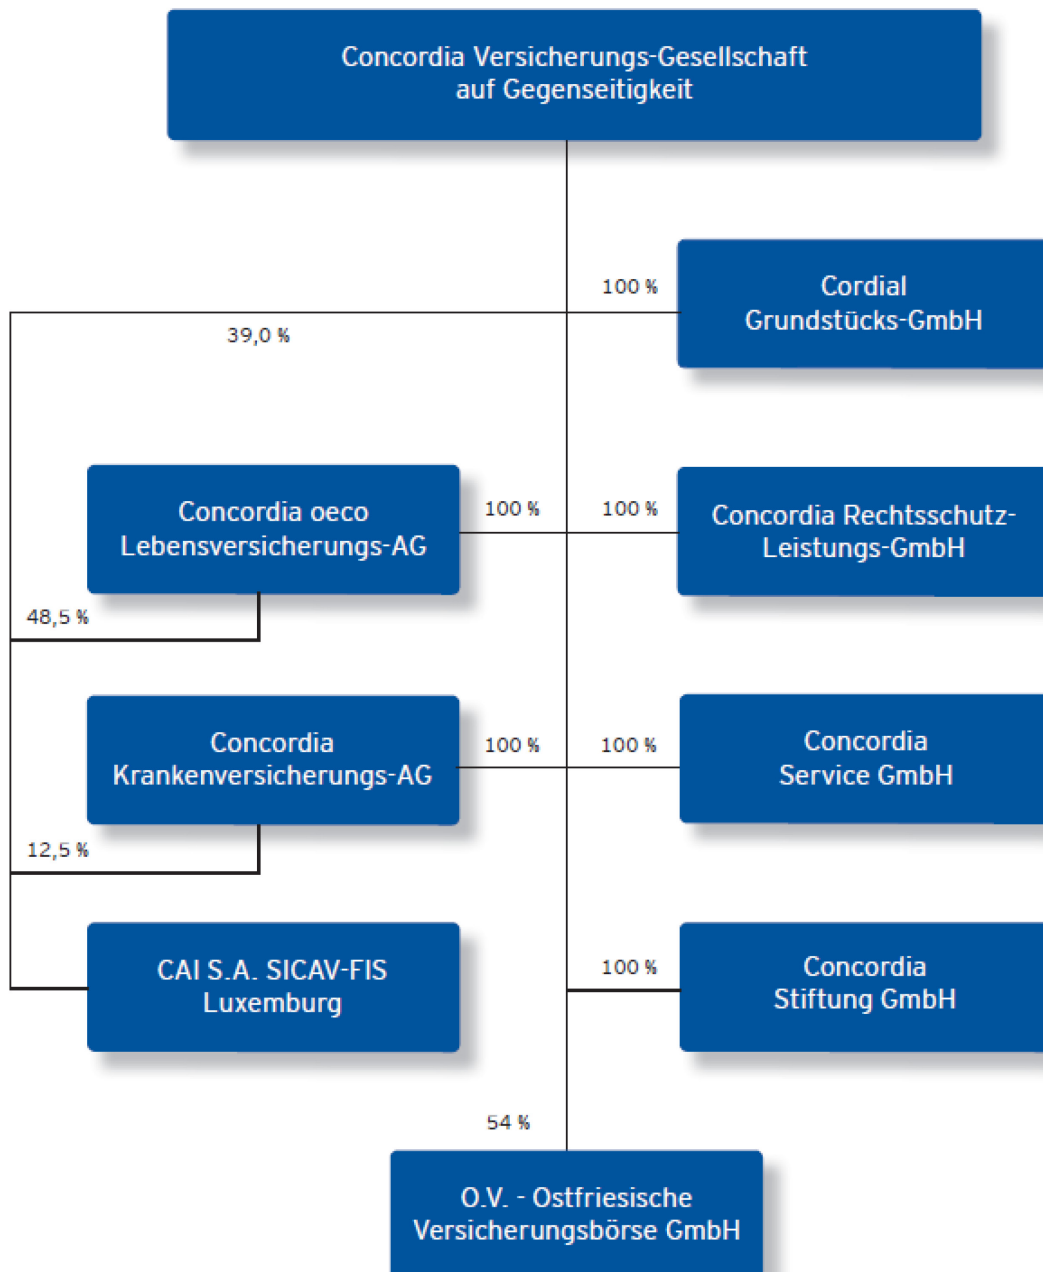 Concordia Versicherungs-Gesellschaft
auf Gegenseitigkeit
100 %
Cordial
Grundstücks-GmbH
39,0 %
Concordia oeco
Lebensversicherungs-AG
100 %
100 %
Concordia Rechtsschutz-
Leistungs-GmbH
48,5 %
Concordia
Krankenversicherungs-AG
100 %
100 %
Concordia
Service GmbH
12,5 %
CAI S.A. SICAV-FIS
Luxemburg
100 %
Concordia
Stiftung GmbH
54 %
O.V. - Ostfriesische
Versicherungsbörse GmbH